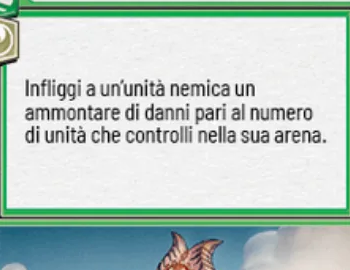 Infliggi a un'unità nemica un
ammontare di danni pari al numero
di unità che controlli nella sua arena.